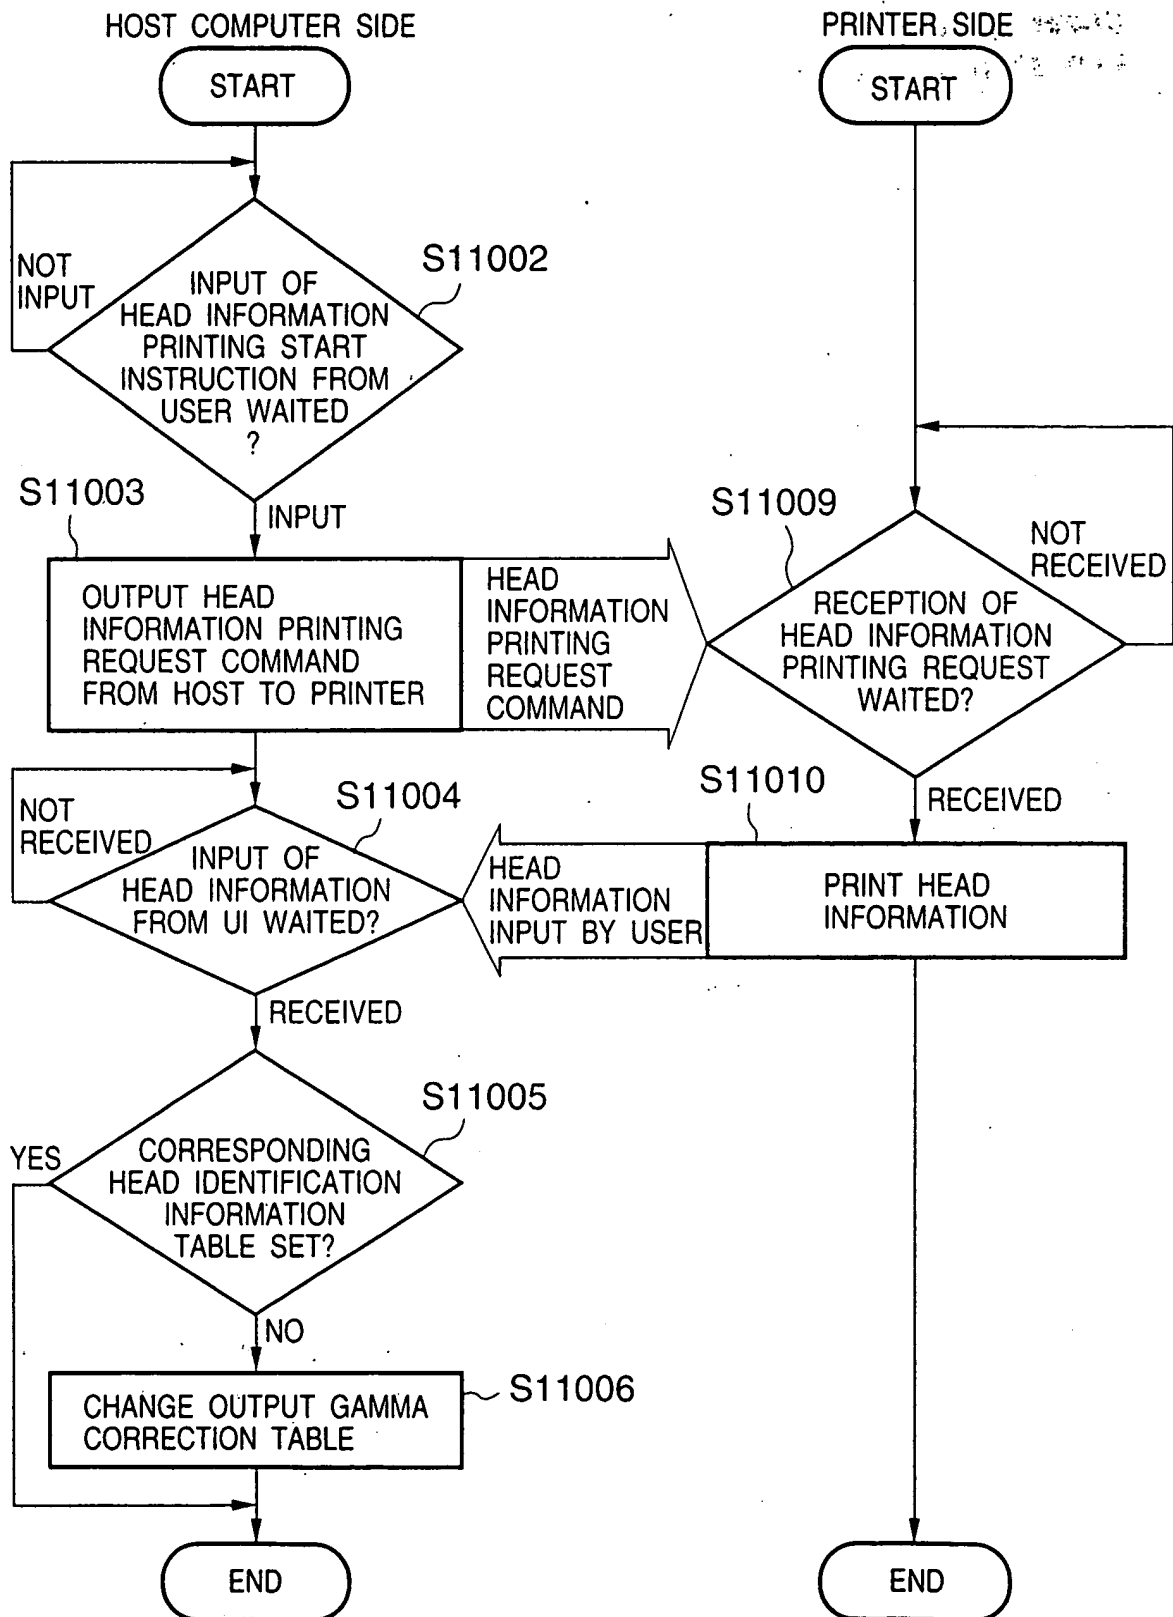 HOST COMPUTER SIDE
START
NOT
INPUT
S11002
INPUT OF
HEAD INFORMATION
PRINTING START
INSTRUCTION FROM
USER WAITED
?
S11003
INPUT
OUTPUT HEAD
INFORMATION PRINTING
REQUEST COMMAND
FROM HOST TO PRINTER
HEAD
INFORMATION
PRINTING
REQUEST
COMMAND
NOT
RECEIVED
S11004
INPUT OF
HEAD INFORMATION
FROM UI WAITED?
HEAD
INFORMATION
INPUT BY USER
RECEIVED
S11005
YES
CORRESPONDING
HEAD IDENTIFICATION
INFORMATION
TABLE SET?
NO
CHANGE OUTPUT GAMMA
CORRECTION TABLE
S11006
END
PRINTER SIDE
START
S11009
NOT
RECEIVED
RECEPTION OF
HEAD INFORMATION
PRINTING REQUEST
WAITED?
S11010
RECEIVED
PRINT HEAD
INFORMATION
END